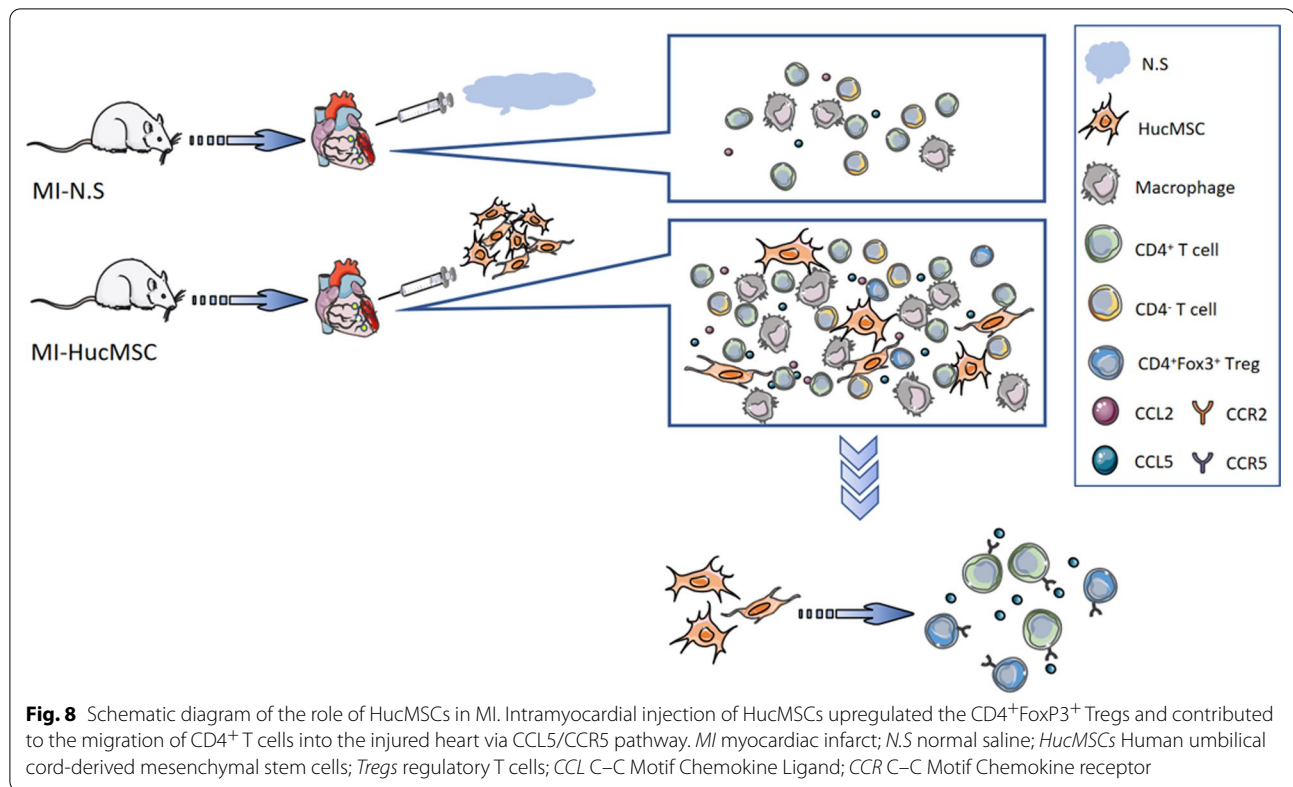 MI-N.S
MI-HucMSC
N.S
HucMSC
Macrophage
CD4⁺ T cell
CD4⁻ T cell
CD4⁺Fox3⁺ Treg
CCL2 CCR2
CCL5 CCR5
Fig. 8 Schematic diagram of the role of HucMSCs in MI. Intramyocardial injection of HucMSCs upregulated the CD4⁺FoxP3⁺ Tregs and contributed
to the migration of CD4⁺ T cells into the injured heart via CCL5/CCR5 pathway. MI myocardiac infarct; N.S normal saline; HucMSCs Human umbilical
cord-derived mesenchymal stem cells; Tregs regulatory T cells; CCL C–C Motif Chemokine Ligand; CCR C–C Motif Chemokine receptor